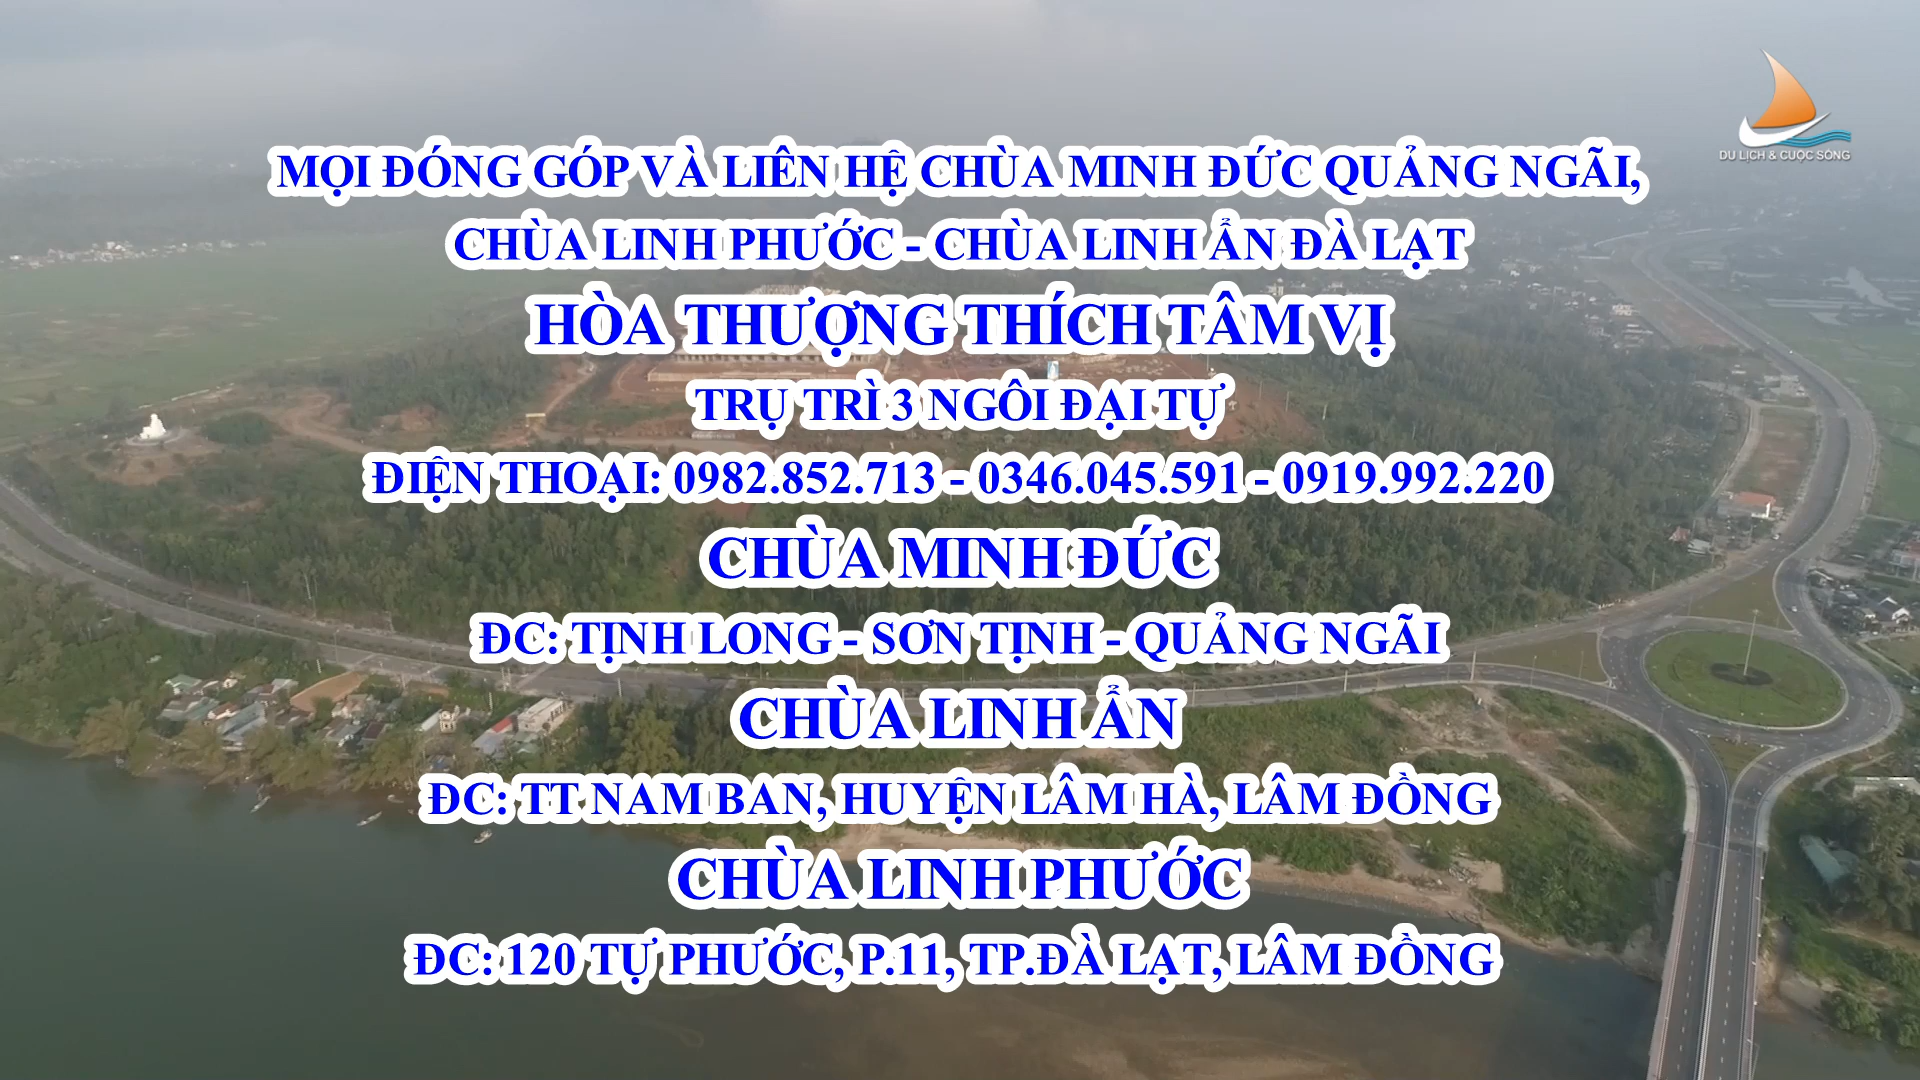 DU LỊCH & CUỘC SỐNG
MỌI ĐÓNG GÓP VÀ LIÊN HỆ CHÙA MINH ĐỨC QUẢNG NGÃI,
CHÙA LINH PHƯỚC - CHÙA LINH ẨN ĐÀ LẠT
HÒA THƯỢNG THÍCH TÂM VỊ
TRỤ TRÌ 3 NGÔI ĐẠI TỰ
ĐIỆN THOẠI: 0982.852.713 - 0346.045.591 - 0919.992.220
CHÙA MINH ĐỨC
ĐC: TỊNH LONG - SƠN TỊNH - QUẢNG NGÃI
CHÙA LINH ẨN
ĐC: TT NAM BAN, HUYỆN LÂM HÀ, LÂM ĐỒNG
CHÙA LINH PHƯỚC
ĐC: 120 TỰ PHƯỚC, P.11, TP.ĐÀ LẠT, LÂM ĐỒNG